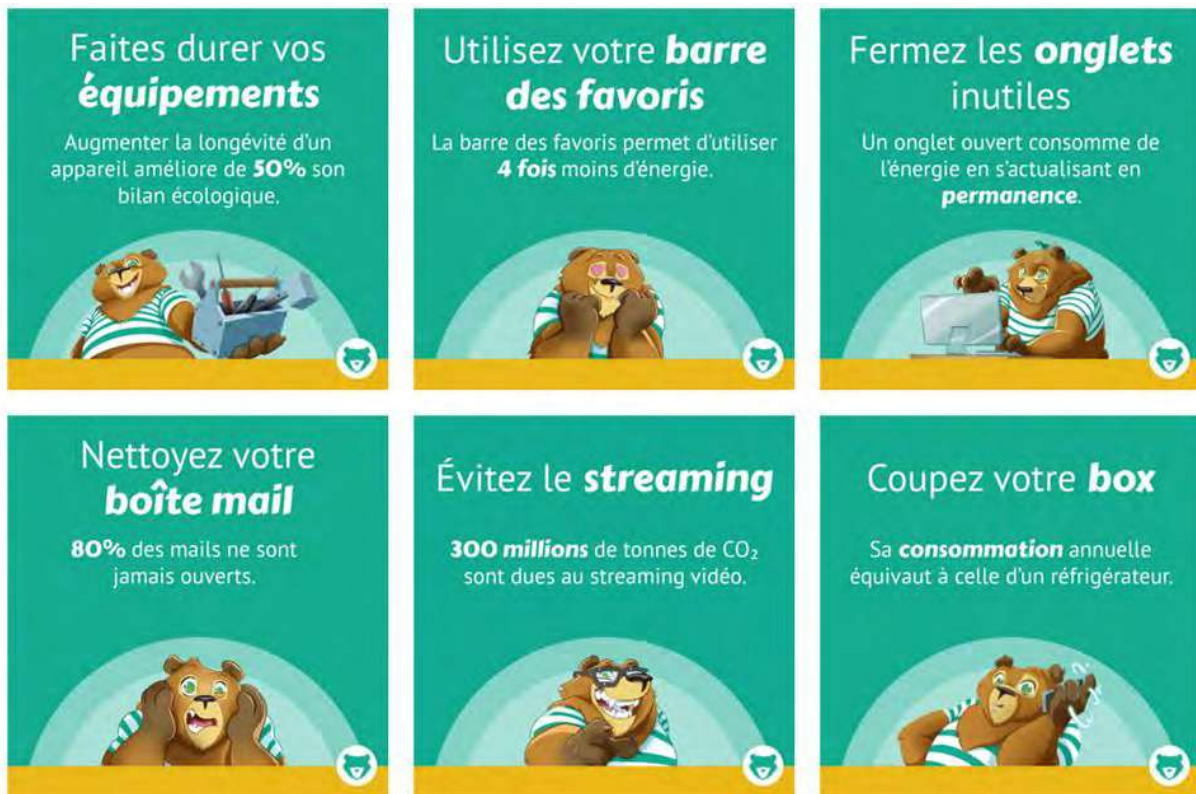 Faites durer vos
équipements
Augmenter la longévité d'un
appareil améliore de 50% son
bilan écologique.
Utilisez votre barre
des favoris
La barre des favoris permet d'utiliser
4 fois moins d'énergie.
Fermez les onglets
inutiles
Un onglet ouvert consomme de
l'énergie en s'actualisant en
permanence.
Nettoyez votre
boîte mail
80% des mails ne sont
jamais ouverts.
Évitez le streaming
300 millions de tonnes de CO₂
sont dues au streaming vidéo.
Coupez votre box
Sa consommation annuelle
équivaut à celle d'un réfrigérateur.